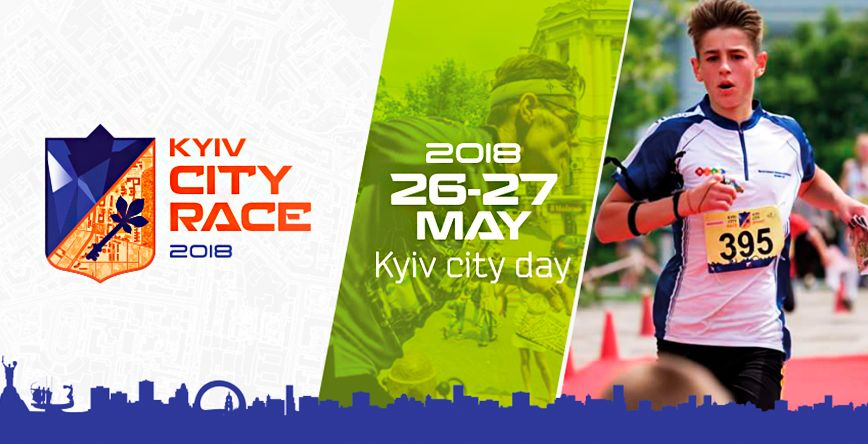 KYIV
CITY
RACE
2018
2018
26-27
MAY
Kyiv city day
395